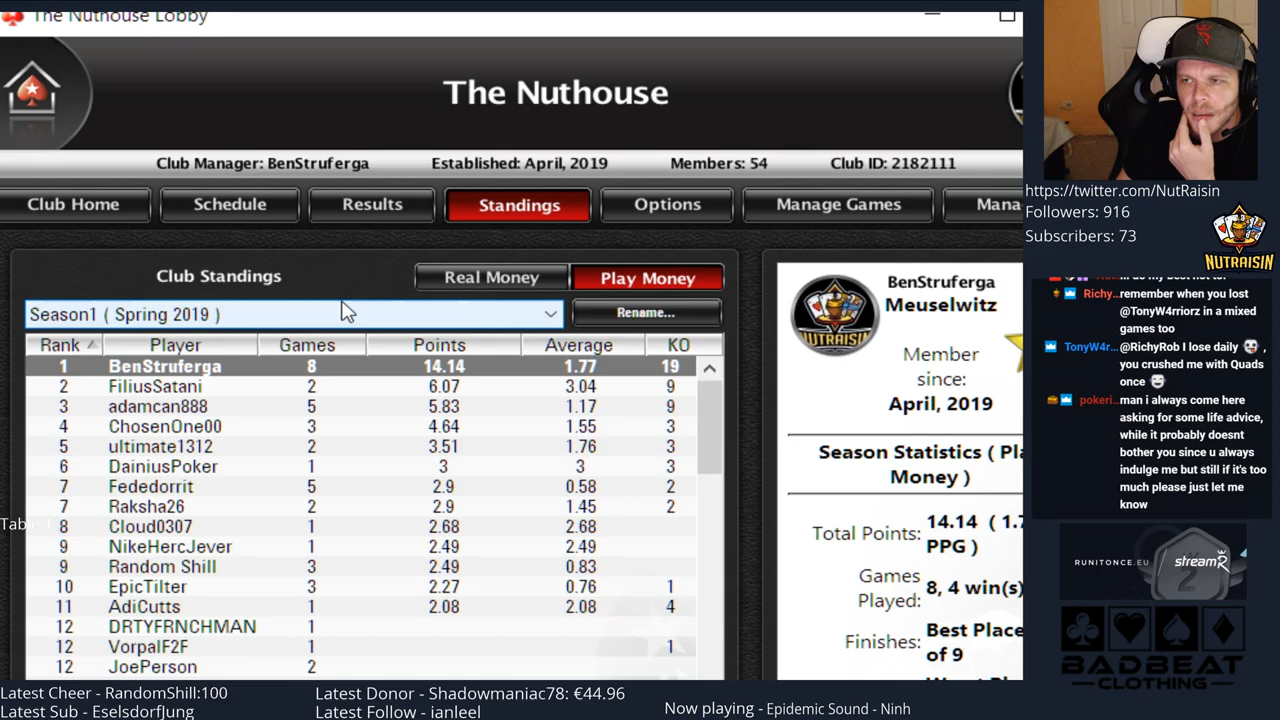 The Nuthouse Lobby
The Nuthouse
Club Manager: BenStruferga Established: April, 2019 Members: 54 Club ID: 2182111
Club Home Schedule Results Standings Options Manage Games Mana
Club Standings Real Money Play Money
Season1 ( Spring 2019 ) Rename...
Rank Player Games Points Average KO
1 BenStruferga 8 14.14 1.77 19
2 FiliusSatani 2 6.07 3.04 9
3 adamcan888 5 5.83 1.17 9
4 ChosenOne00 3 4.64 1.55 3
5 ultimate1312 2 3.51 1.76 3
6 DainiusPoker 1 3 3 3
7 Fededorrit 5 2.9 0.58 2
7 Raksha26 2 2.9 1.45 2
8 Cloud0307 1 2.68 2.68
9 NikeHercJever 1 2.49 2.49
9 Random Shill 3 2.49 0.83
10 EpicTilter 3 2.27 0.76 1
11 AdiCutts 1 2.08 2.08 4
12 DRTYFRNCHMAN 1
12 VorpalF2F 1 1
12 JoePerson 2
Table
NUTRAISIN
BenStruferga
Meuselwitz
Member
since:
April, 2019
Season Statistics ( Pla
Money )
Total Points: 14.14 ( 1.7
PPG )
Games
Played: 8, 4 win(s)
Finishes: Best Place
of 9
https://twitter.com/NutRaisin
Followers: 916
Subscribers: 73
NUTRAISIN
Richy... remember when you lost
@TonyW4rriorz in a mixed
games too
TonyW4r... @RichyRob I lose daily ,
you crushed me with Quads
once
pokeri... man i always come here
asking for some life advice,
while it probably doesnt
bother you since u always
indulge me but still if it's too
much please just let me
know
RUNITONCE.EU streamR
2
BADBEAT
CLOTHING
Latest Cheer - RandomShill:100
Latest Sub - EselsdorfJung
Latest Donor - Shadowmaniac78: €44.96
Latest Follow - ianleel
Now playing - Epidemic Sound - Ninh